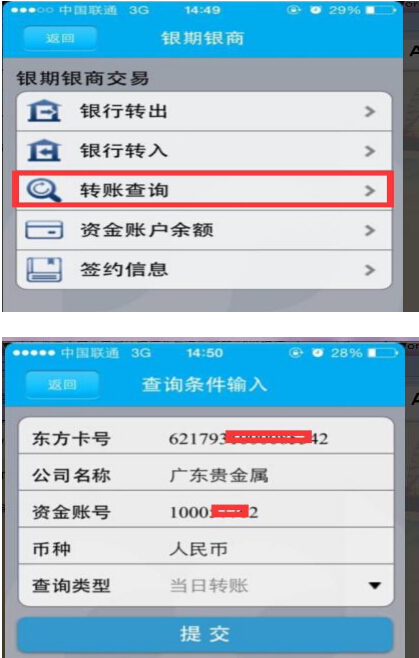 中国联通 3G 14:49 29%
返回 银期银商
银期银商交易
银行转出
银行转入
转账查询
资金账户余额
签约信息
中国联通 3G 14:50 28%
返回 查询条件输入
东方卡号 621793 42
公司名称 广东贵金属
资金账号 1000 2
币种 人民币
查询类型 当日转账
提交